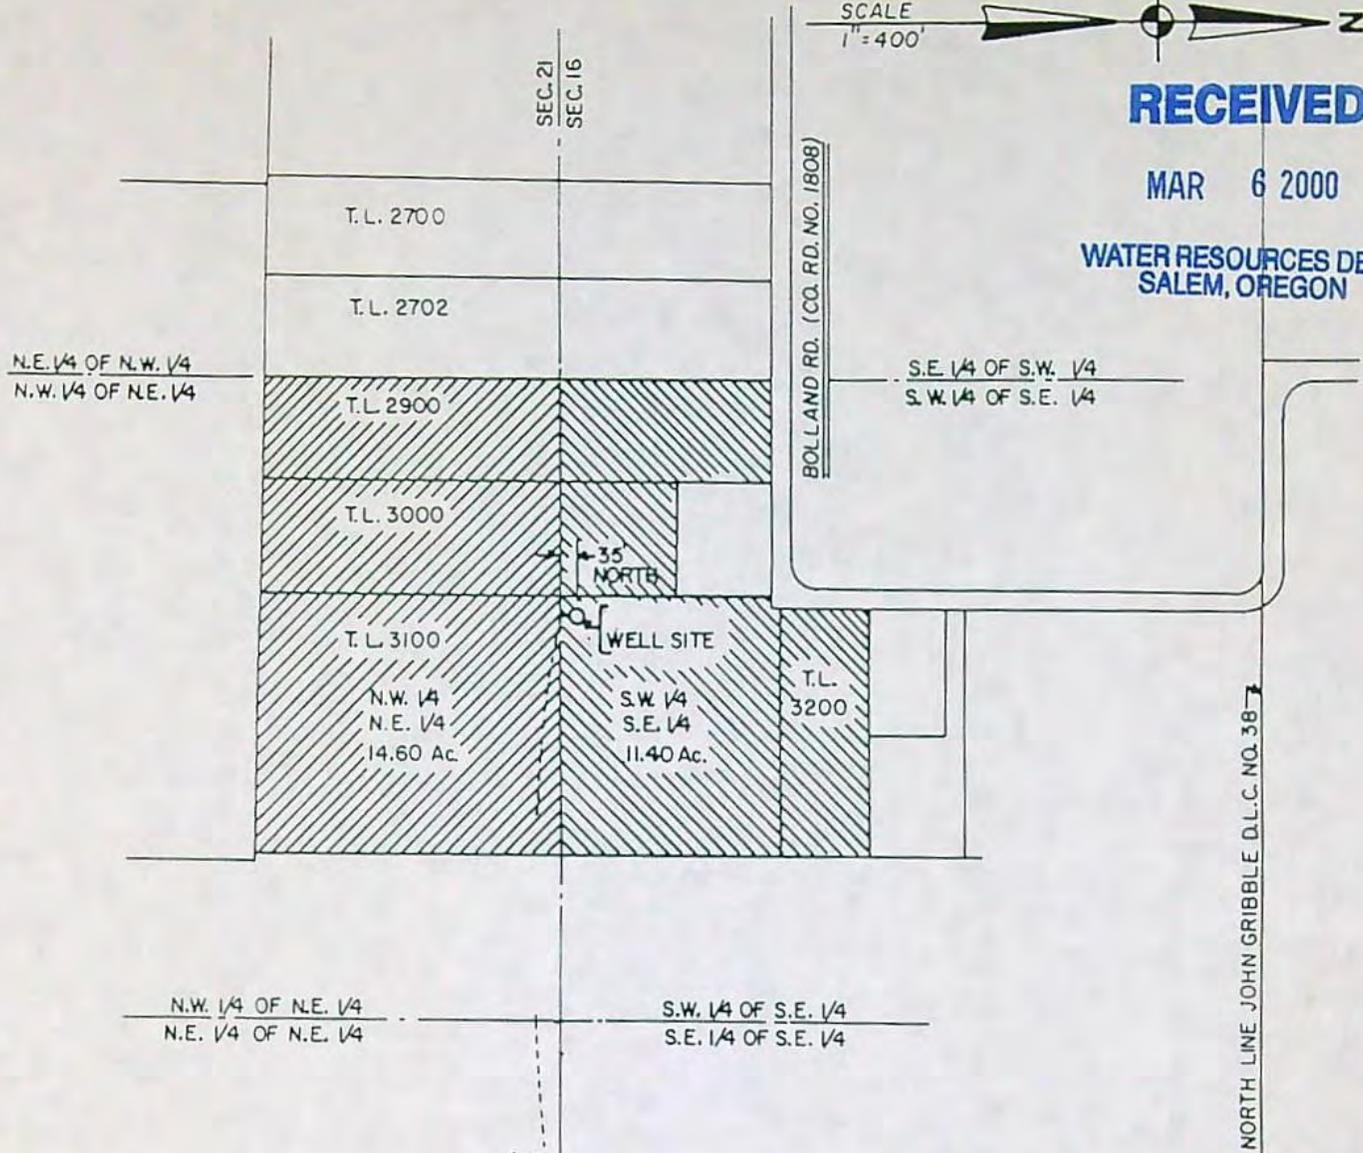 SCALE
1"=400'
N
RECEIVED
MAR 6 2000
WATER RESOURCES DE
SALEM, OREGON
SEC. 21
SEC. 16
BOLLAND RD. (CO. RD. NO. 1808)
T.L. 2700
T.L. 2702
N.E. 1/4 OF N.W. 1/4
N.W. 1/4 OF N.E. 1/4
S.E. 1/4 OF S.W. 1/4
S.W. 1/4 OF S.E. 1/4
T.L. 2900
T.L. 3000
35'
NORTH
WELL SITE
T.L. 3100
N.W. 1/4
N.E. 1/4
14.60 Ac.
S.W. 1/4
S.E. 1/4
11.40 Ac.
T.L.
3200
NORTH LINE JOHN GRIBBLE D.L.C. NO. 38
N.W. 1/4 OF N.E. 1/4
N.E. 1/4 OF N.E. 1/4
S.W. 1/4 OF S.E. 1/4
S.E. 1/4 OF S.E. 1/4